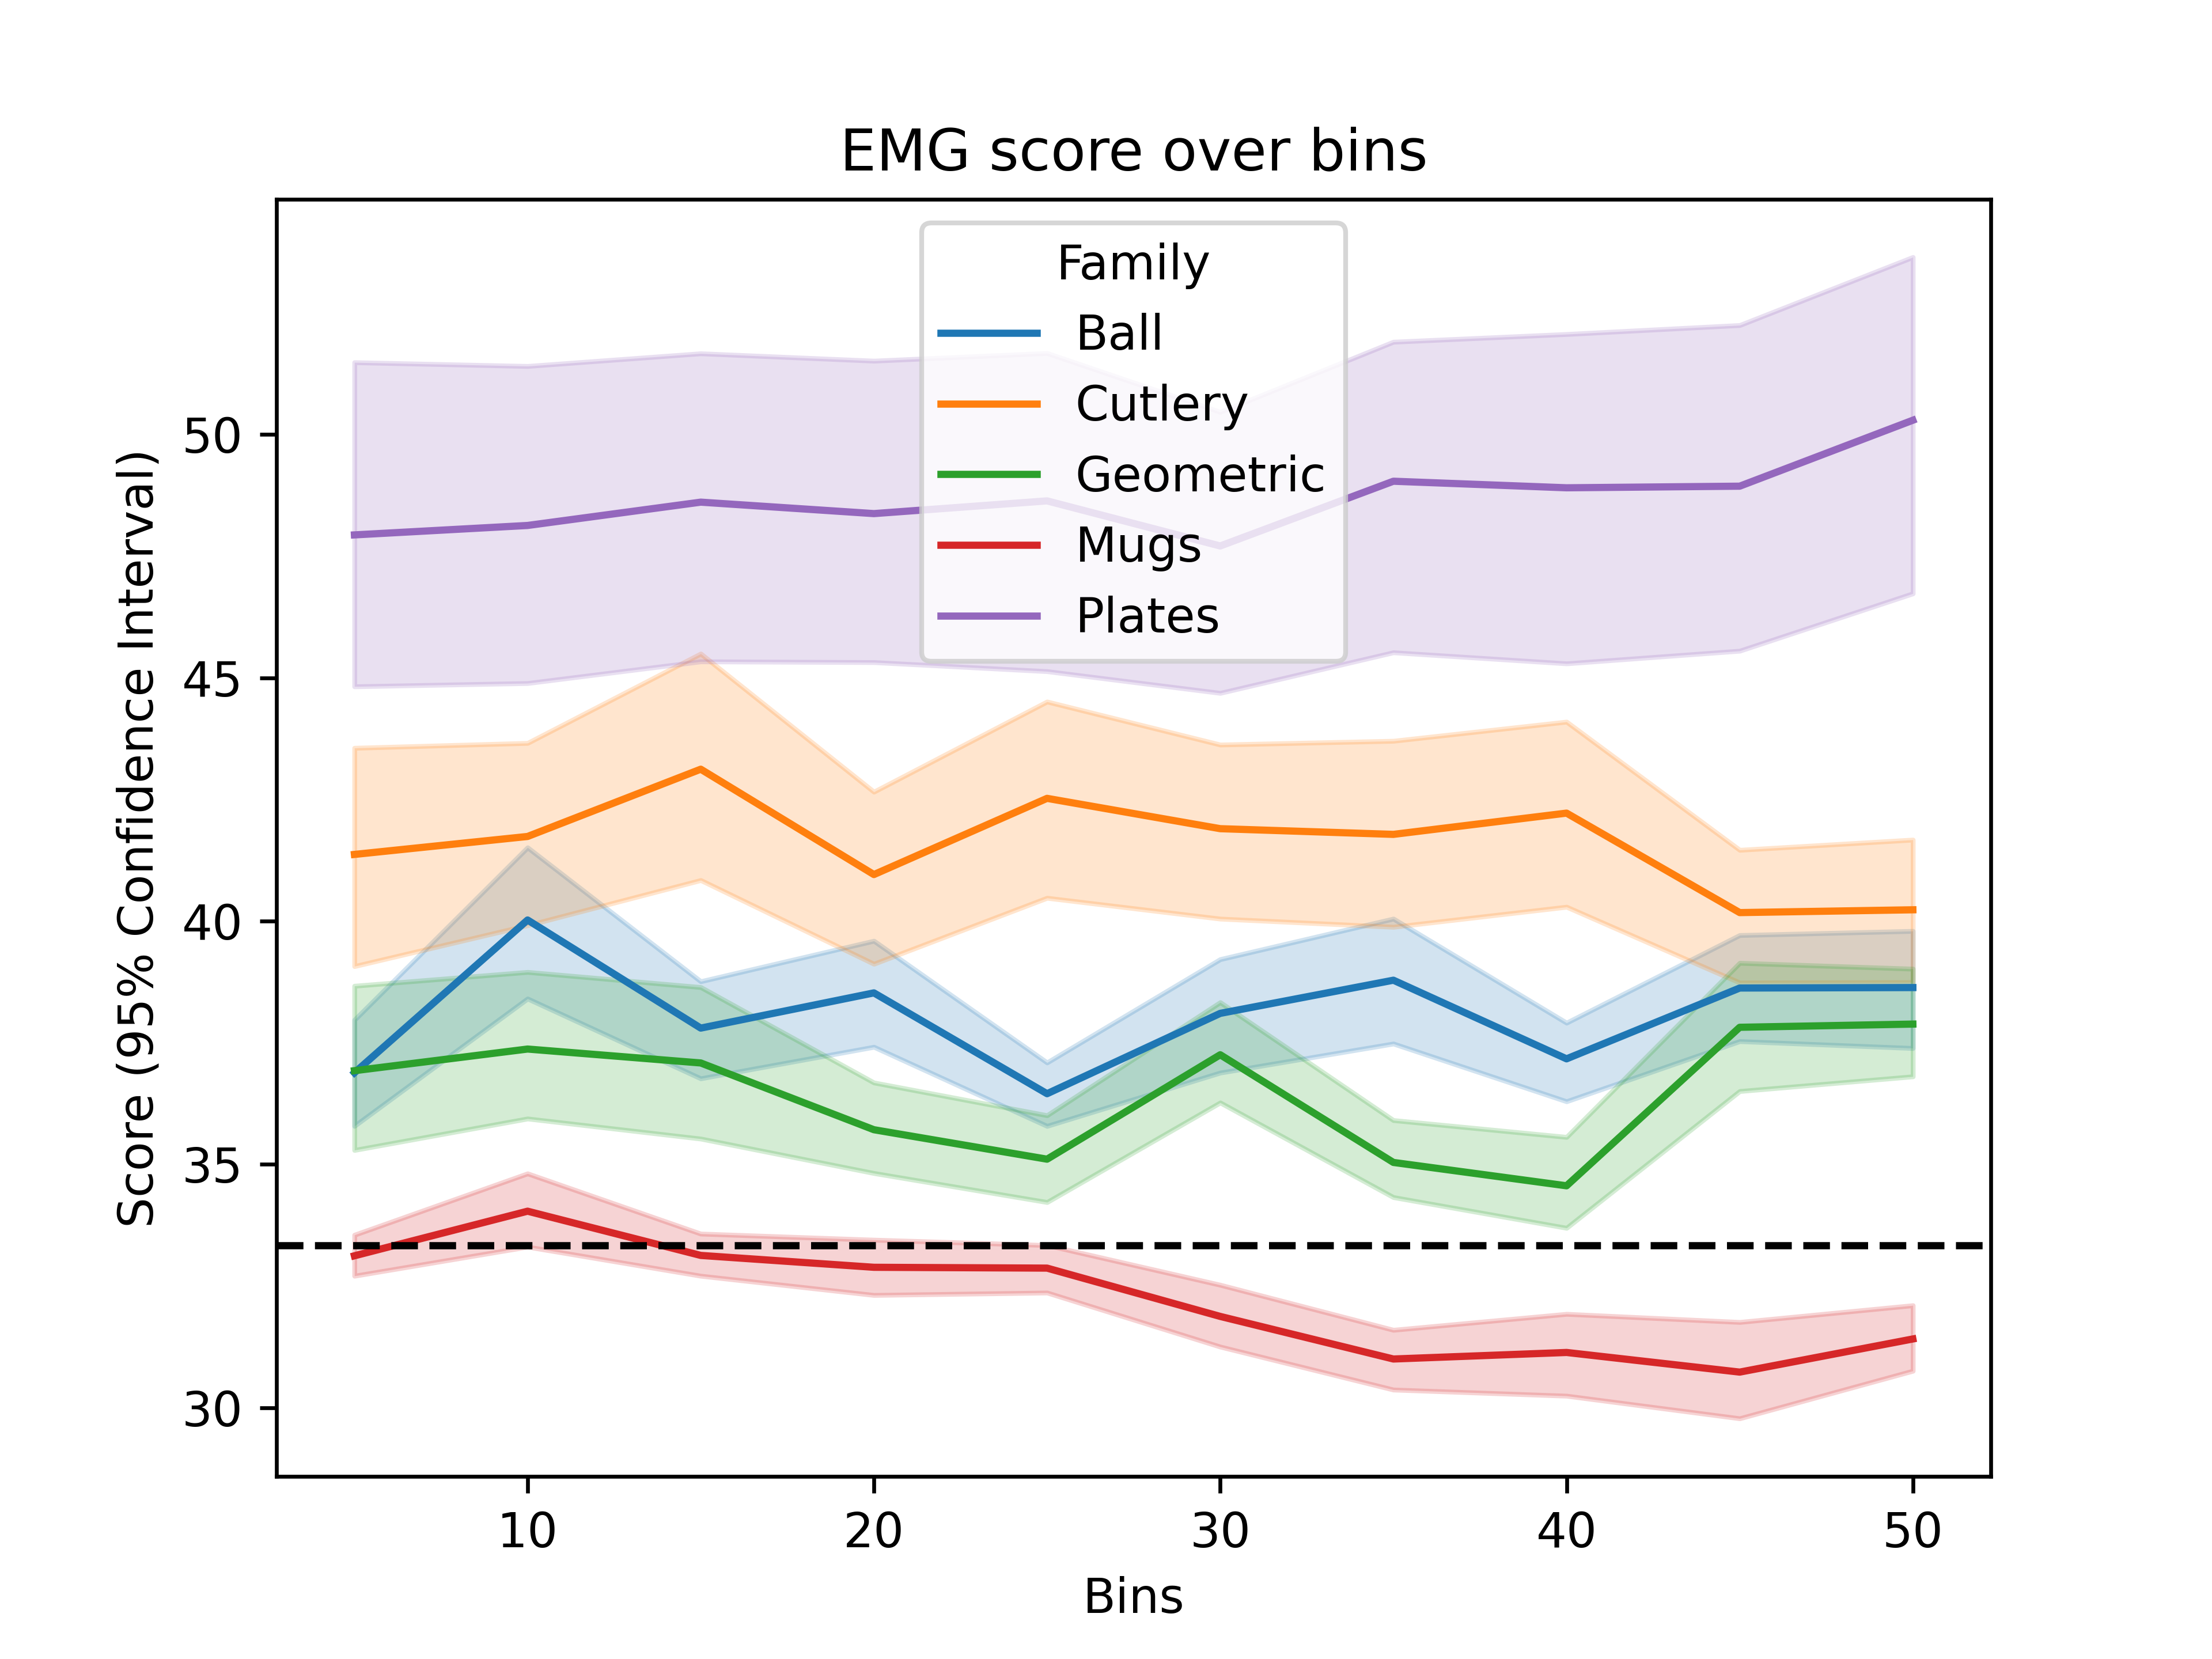 EMG score over bins
Family
Ball
Cutlery
Geometric
Mugs
Plates
Score (95% Confidence Interval)
50
45
40
35
30
10 20 30 40 50
Bins